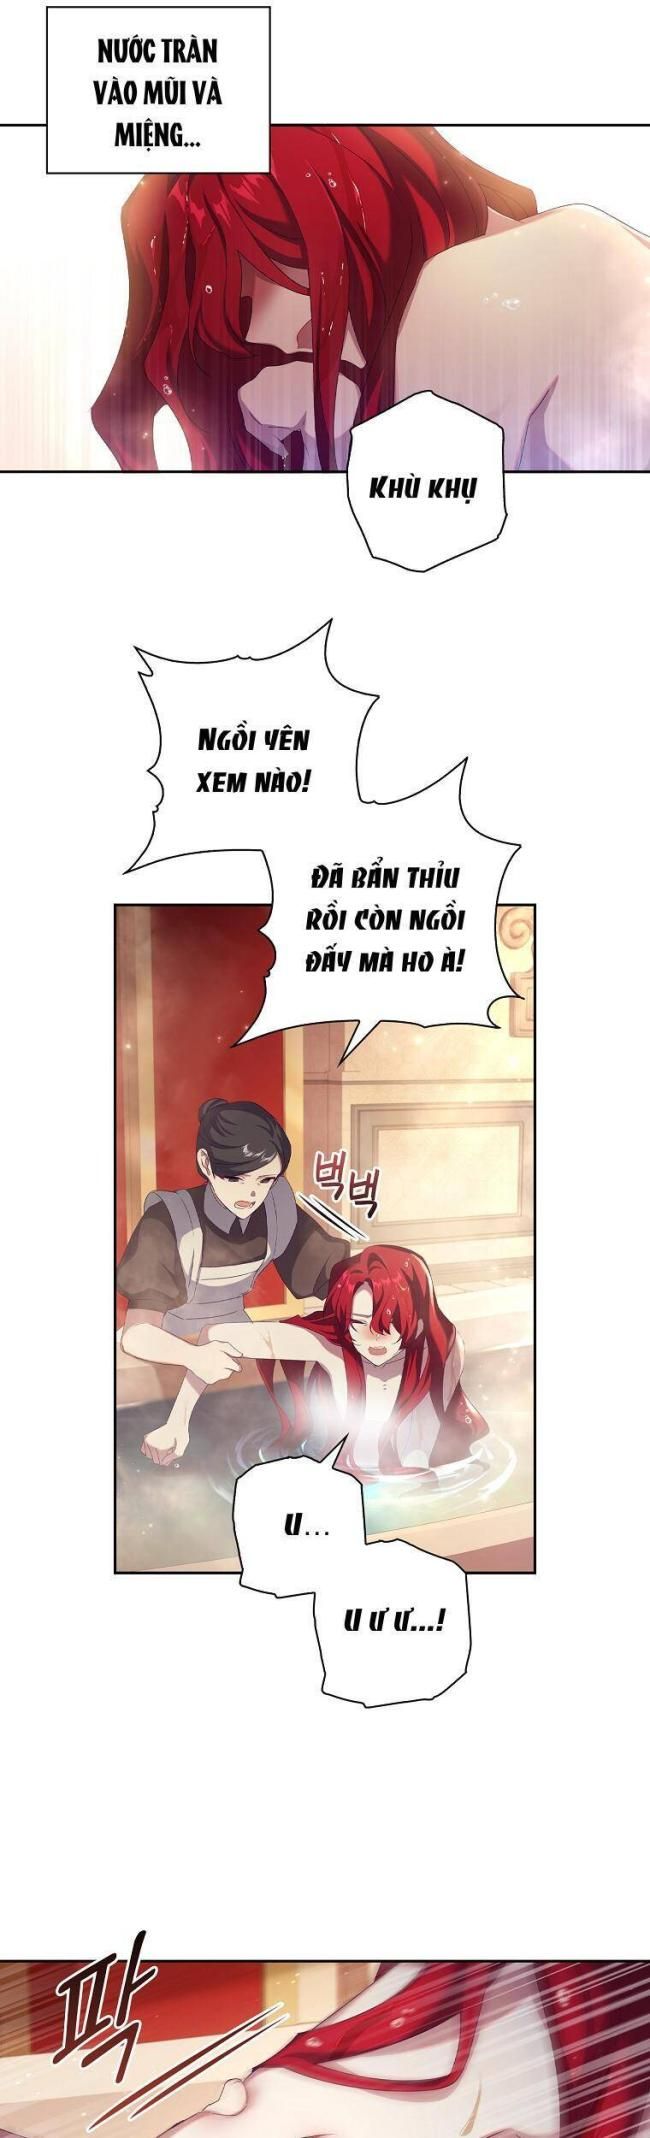 NƯỚC TRÀN
VÀO MŨI VÀ
MIỆNG...
KHÙ KHỤ
NGỒI YÊN
XEM NÀO!
ĐÃ BẨN THỈU
RỒI CÒN NGỒI
ĐẤY MÀ HO À!
벅벅
U...
U Ư Ư...!
퍽